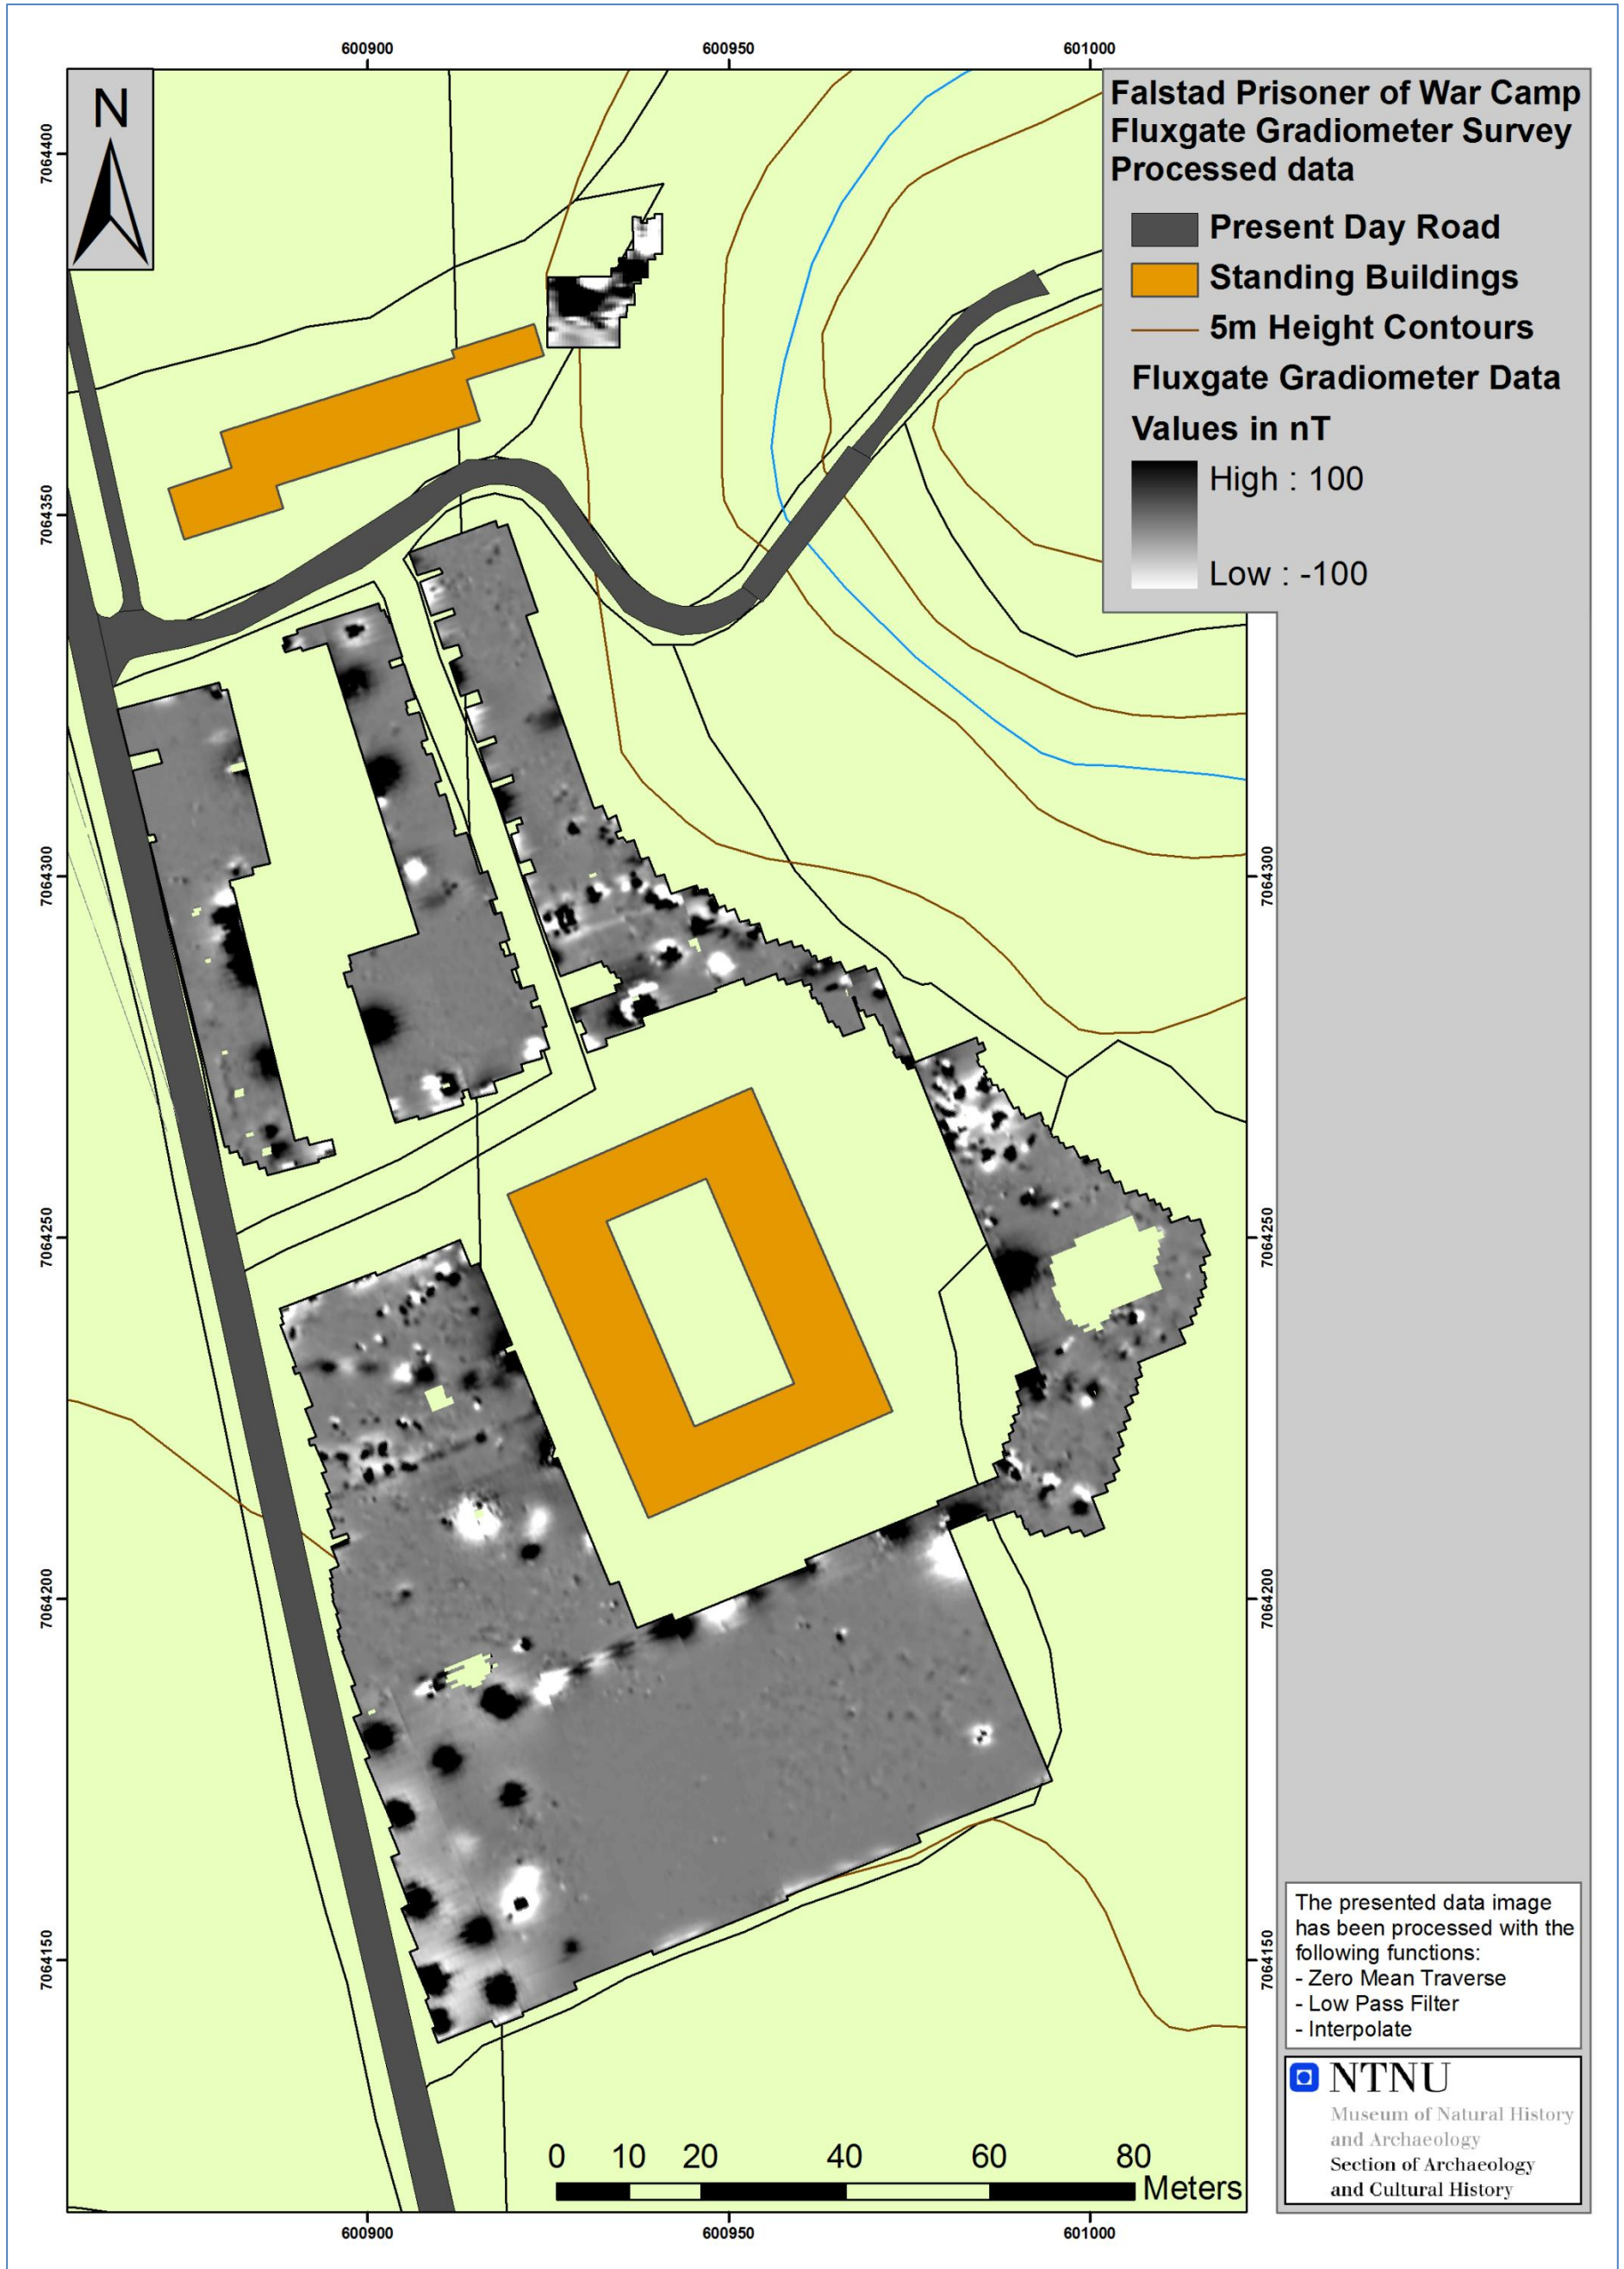 600900
600950
601000
N
Falstad Prisoner of War Camp
Fluxgate Gradiometer Survey
Processed data
Present Day Road
Standing Buildings
5m Height Contours
Fluxgate Gradiometer Data
Values in nT
High : 100
Low : -100
7064400
7064350
7064300
7064250
7064200
7064150
7064300
7064250
7064200
7064150
The presented data image
has been processed with the
following functions:
- Zero Mean Traverse
- Low Pass Filter
- Interpolate
NTNU
Museum of Natural History
and Archaeology
Section of Archaeology
and Cultural History
0 10 20 40 60 80
Meters
600900
600950
601000